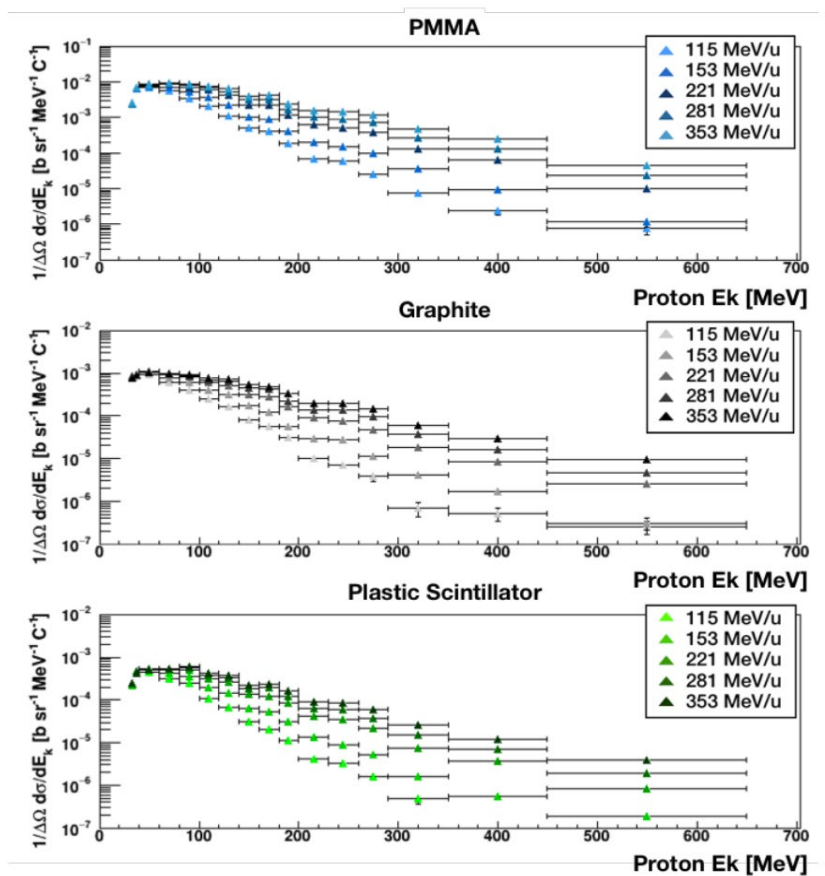 PMMA
1/ΔΩ dσ/dE_k [b sr⁻¹ MeV⁻¹ C⁻¹]
10⁻¹
10⁻²
10⁻³
10⁻⁴
10⁻⁵
10⁻⁶
10⁻⁷
115 MeV/u
153 MeV/u
221 MeV/u
281 MeV/u
353 MeV/u
0 100 200 300 400 500 600 700
Proton Ek [MeV]
Graphite
1/ΔΩ dσ/dE_k [b sr⁻¹ MeV⁻¹ C⁻¹]
10⁻²
10⁻³
10⁻⁴
10⁻⁵
10⁻⁶
10⁻⁷
115 MeV/u
153 MeV/u
221 MeV/u
281 MeV/u
353 MeV/u
0 100 200 300 400 500 600 700
Proton Ek [MeV]
Plastic Scintillator
1/ΔΩ dσ/dE_k [b sr⁻¹ MeV⁻¹ C⁻¹]
10⁻²
10⁻³
10⁻⁴
10⁻⁵
10⁻⁶
10⁻⁷
115 MeV/u
153 MeV/u
221 MeV/u
281 MeV/u
353 MeV/u
0 100 200 300 400 500 600 700
Proton Ek [MeV]